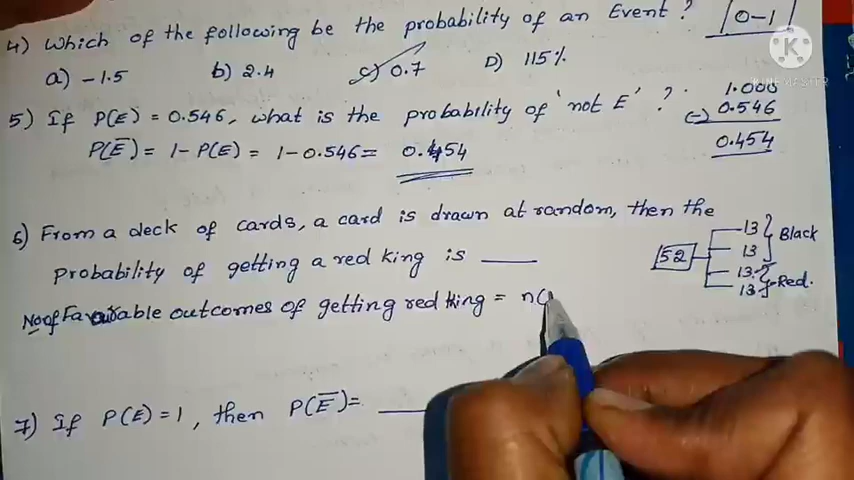 4) Which of the following be the probability of an Event ? 0-1
a) -1.5 b) 2.4 c) 0.7 D) 115%
5) If P(E) = 0.546, what is the probability of 'not E' ?
P(E̅) = 1 - P(E) = 1 - 0.546 = 0.454
1.000
(-) 0.546
0.454
6) From a deck of cards, a card is drawn at random, then the
probability of getting a red king is ____
No of Favourable outcomes of getting red king = n(
52
13
13
Black
13
13
Red.
7) If P(E) = 1, then P(E̅) = ____
K
KINEMASTER